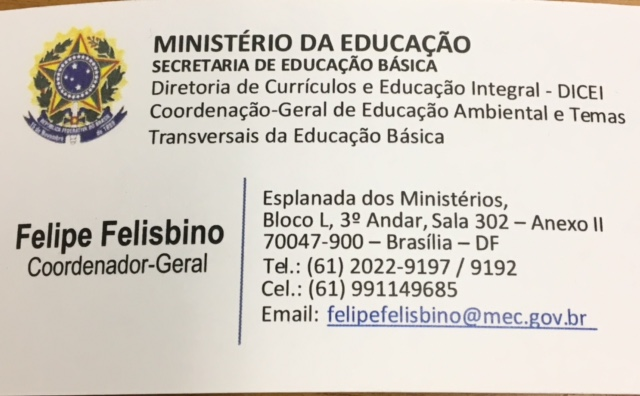 MINISTÉRIO DA EDUCAÇÃO
SECRETARIA DE EDUCAÇÃO BÁSICA
Diretoria de Currículos e Educação Integral - DICEI
Coordenação-Geral de Educação Ambiental e Temas
Transversais da Educação Básica
Felipe Felisbino
Coordenador-Geral
Esplanada dos Ministérios,
Bloco L, 3º Andar, Sala 302 – Anexo II
70047-900 – Brasília – DF
Tel.: (61) 2022-9197 / 9192
Cel.: (61) 991149685
Email: felipefelisbino@mec.gov.br